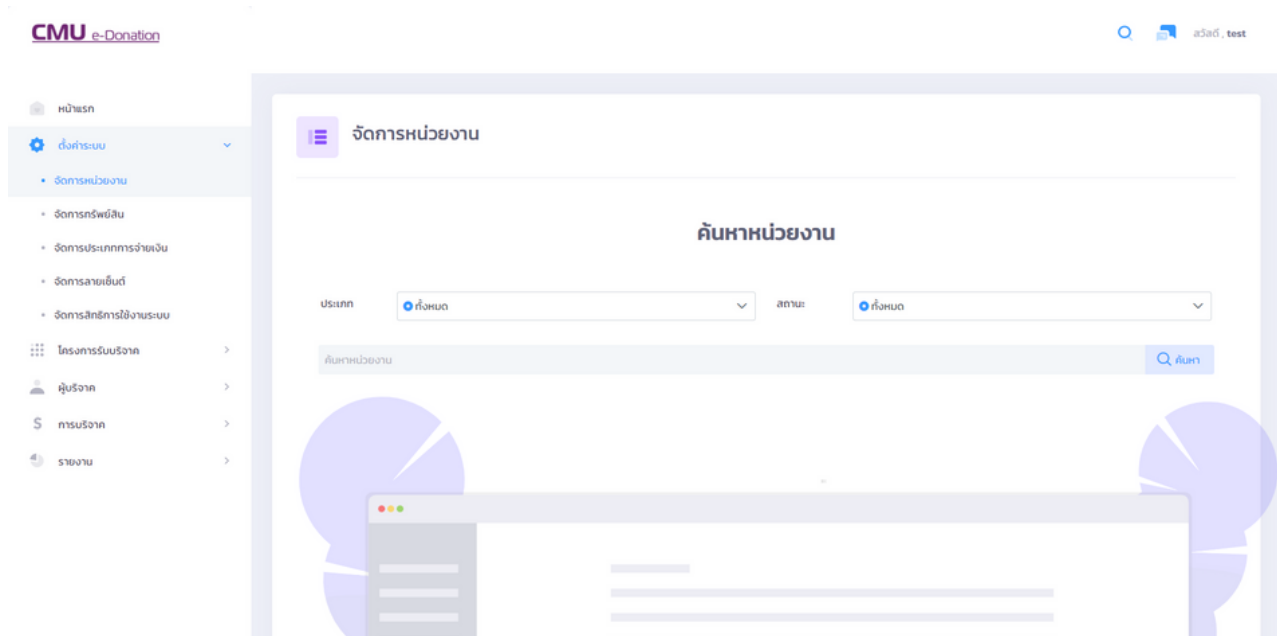 CMU e-Donation
สวัสดี , test
หน้าแรก
ตั้งค่าระบบ
จัดการหน่วยงาน
จัดการทรัพย์สิน
จัดการประเภทการจ่ายเงิน
จัดการลายเซ็นต์
จัดการสิทธิการใช้งานระบบ
โครงการรับบริจาค
ผู้บริจาค
การบริจาค
รายงาน
จัดการหน่วยงาน
ค้นหาหน่วยงาน
ประเภท ทั้งหมด สถานะ ทั้งหมด
ค้นหาหน่วยงาน ค้นหา